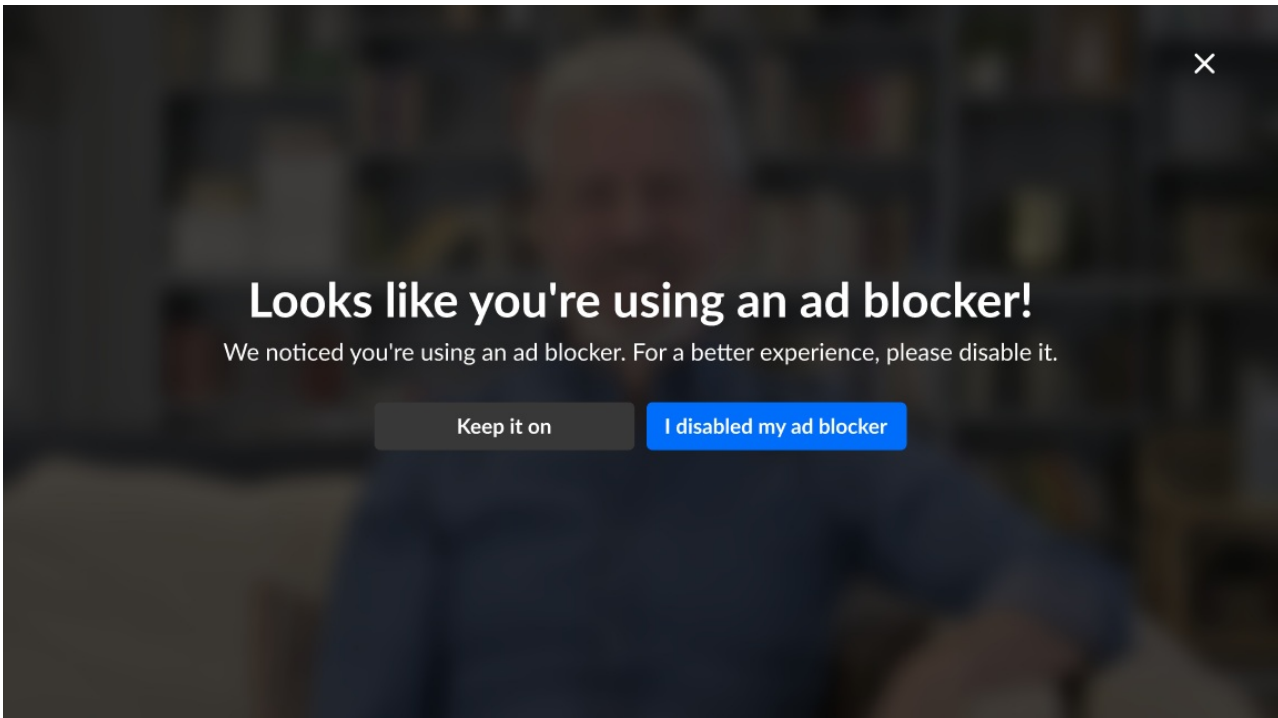 Looks like you're using an ad blocker!
We noticed you're using an ad blocker. For a better experience, please disable it.
Keep it on
I disabled my ad blocker